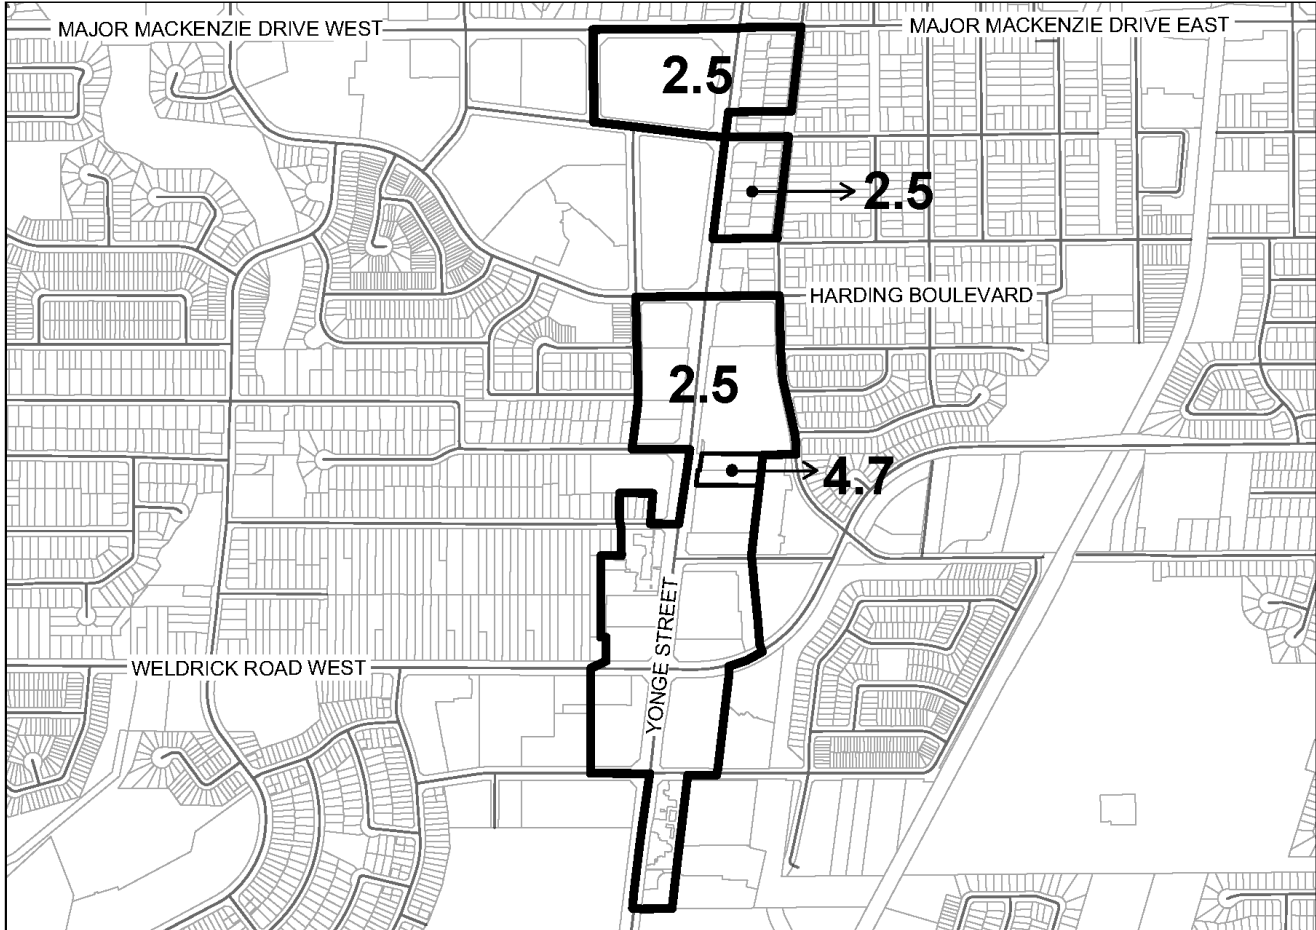 MAJOR MACKENZIE DRIVE WEST
MAJOR MACKENZIE DRIVE EAST
2.5
2.5
HARDING BOULEVARD
2.5
4.7
YONGE STREET
WELDRICK ROAD WEST